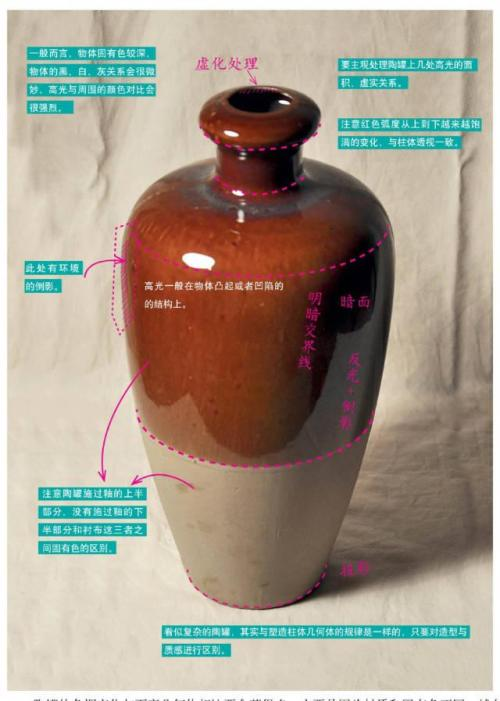 一般而言，物体固有色较深，
物体的黑、白、灰关系会很微
妙，高光与周围的颜色对比会
很强烈。
虚化处理
要主观处理陶罐上几处高光的面
积、虚实关系。
注意红色弧度从上到下越来越饱
满的变化，与柱体透视一致。
此处有环境
的倒影。
高光一般在物体凸起或者凹陷的
的结构上。
明暗交界线
暗面
反光+倒影
注意陶罐施过釉的上半
部分、没有施过釉的下
半部分和衬布这三者之
间固有色的区别。
投影
看似复杂的陶罐，其实与塑造柱体几何体的规律是一样的，只要对造型与
质感进行区别。